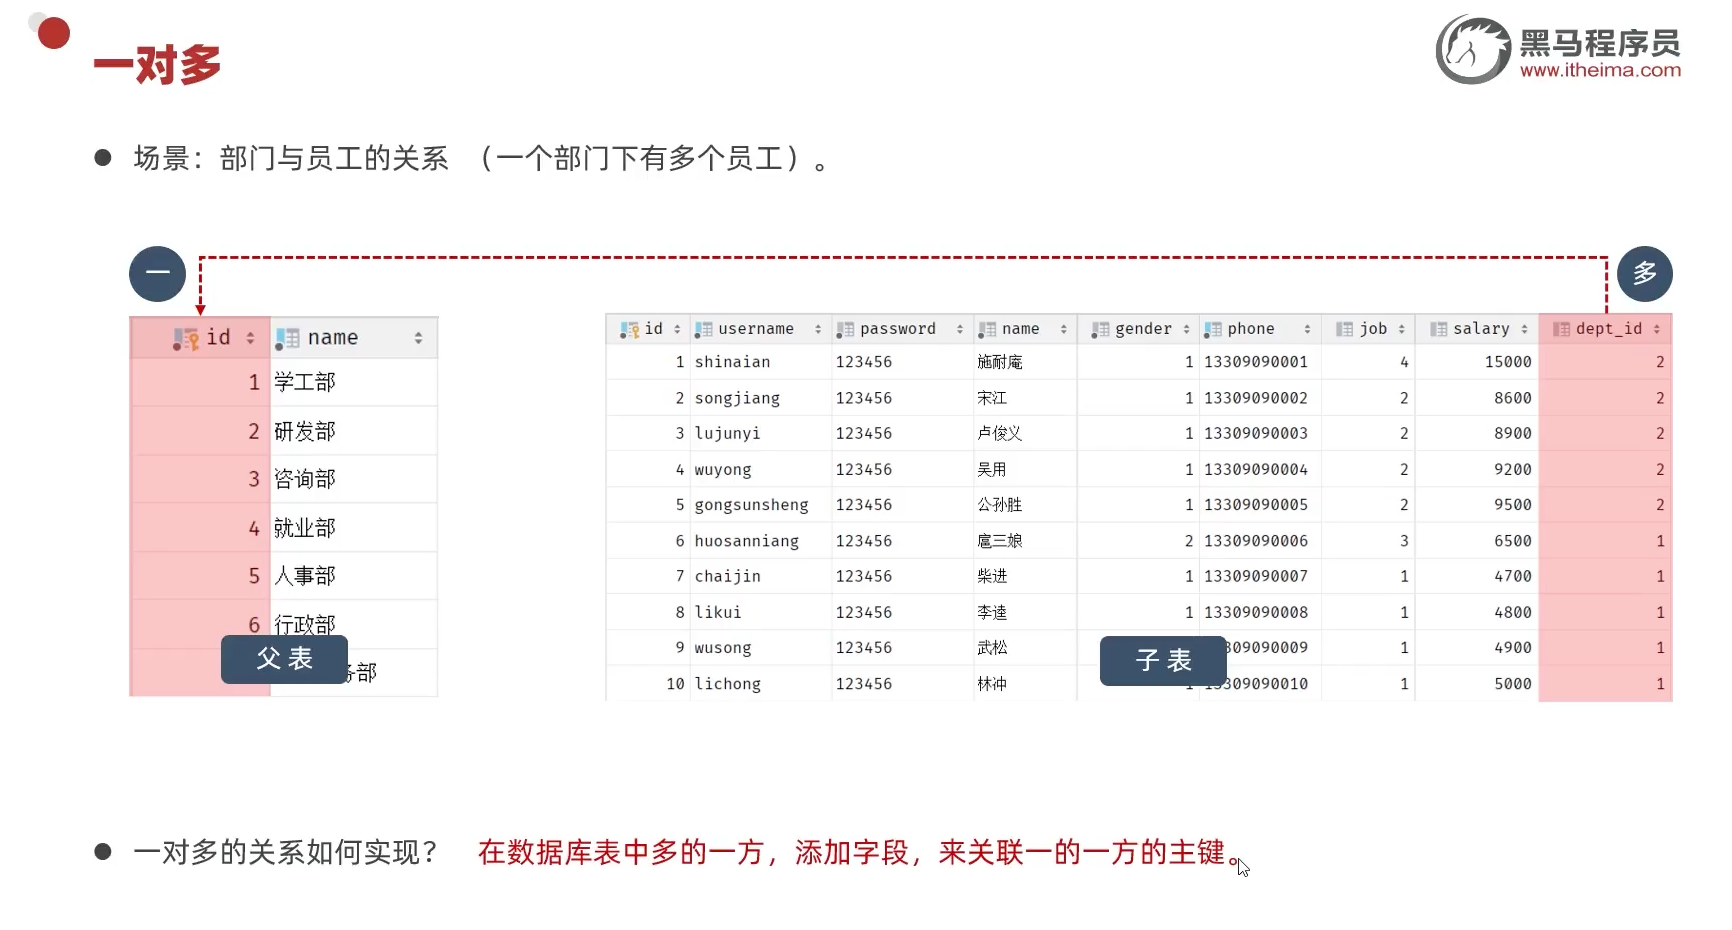 一对多
黑马程序员
www.itheima.com
场景：部门与员工的关系 （一个部门下有多个员工）。
一
多
id name
1 学工部
2 研发部
3 咨询部
4 就业部
5 人事部
6 行政部
务部
父 表
id username password name gender phone job salary dept_id
1 shinaian 123456 施耐庵 1 13309090001 4 15000 2
2 songjiang 123456 宋江 1 13309090002 2 8600 2
3 lujunyi 123456 卢俊义 1 13309090003 2 8900 2
4 wuyong 123456 吴用 1 13309090004 2 9200 2
5 gongsunsheng 123456 公孙胜 1 13309090005 2 9500 2
6 huosanniang 123456 扈三娘 2 13309090006 3 6500 1
7 chaijin 123456 柴进 1 13309090007 1 4700 1
8 likui 123456 李逵 1 13309090008 1 4800 1
9 wusong 123456 武松 309090009 1 4900 1
10 lichong 123456 林冲 1 13309090010 1 5000 1
子 表
一对多的关系如何实现？ 在数据库表中多的一方，添加字段，来关联一的一方的主键。